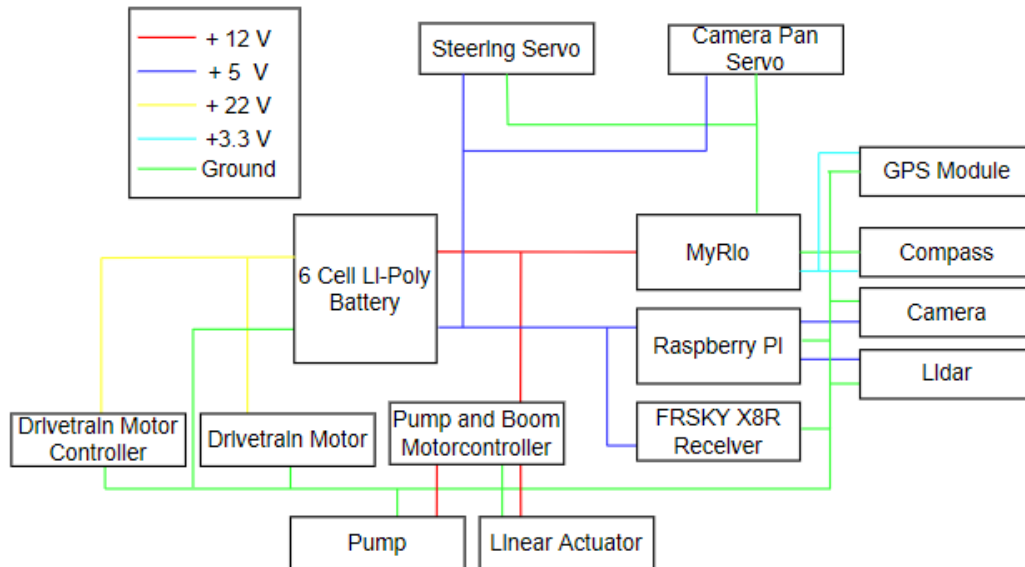 + 12 V
+ 5 V
+ 22 V
+3.3 V
Ground
Steering Servo
Camera Pan
Servo
GPS Module
Compass
Camera
Lidar
MyRio
Raspberry Pi
FRSKY X8R
Receiver
6 Cell Li-Poly
Battery
Drivetrain Motor
Controller
Drivetrain Motor
Pump and Boom
Motorcontroller
Pump
Linear Actuator